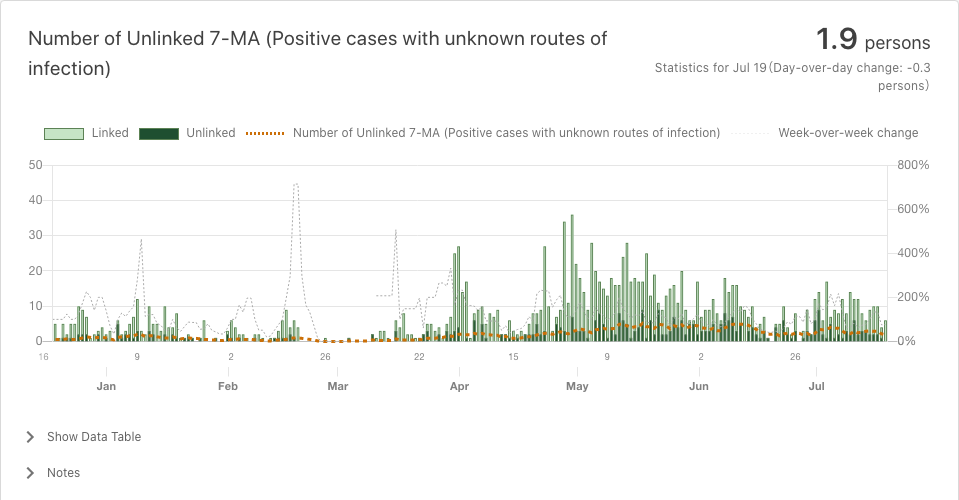 Number of Unlinked 7-MA (Positive cases with unknown routes of
infection)
1.9 persons
Statistics for Jul 19(Day-over-day change: -0.3
persons)
Linked Unlinked Number of Unlinked 7-MA (Positive cases with unknown routes of infection) Week-over-week change
50 800%
40 600%
30 400%
20
10 200%
0 0%
16 9 2 26 22 15 9 2 26
Jan Feb Mar Apr May Jun Jul
Show Data Table
Notes